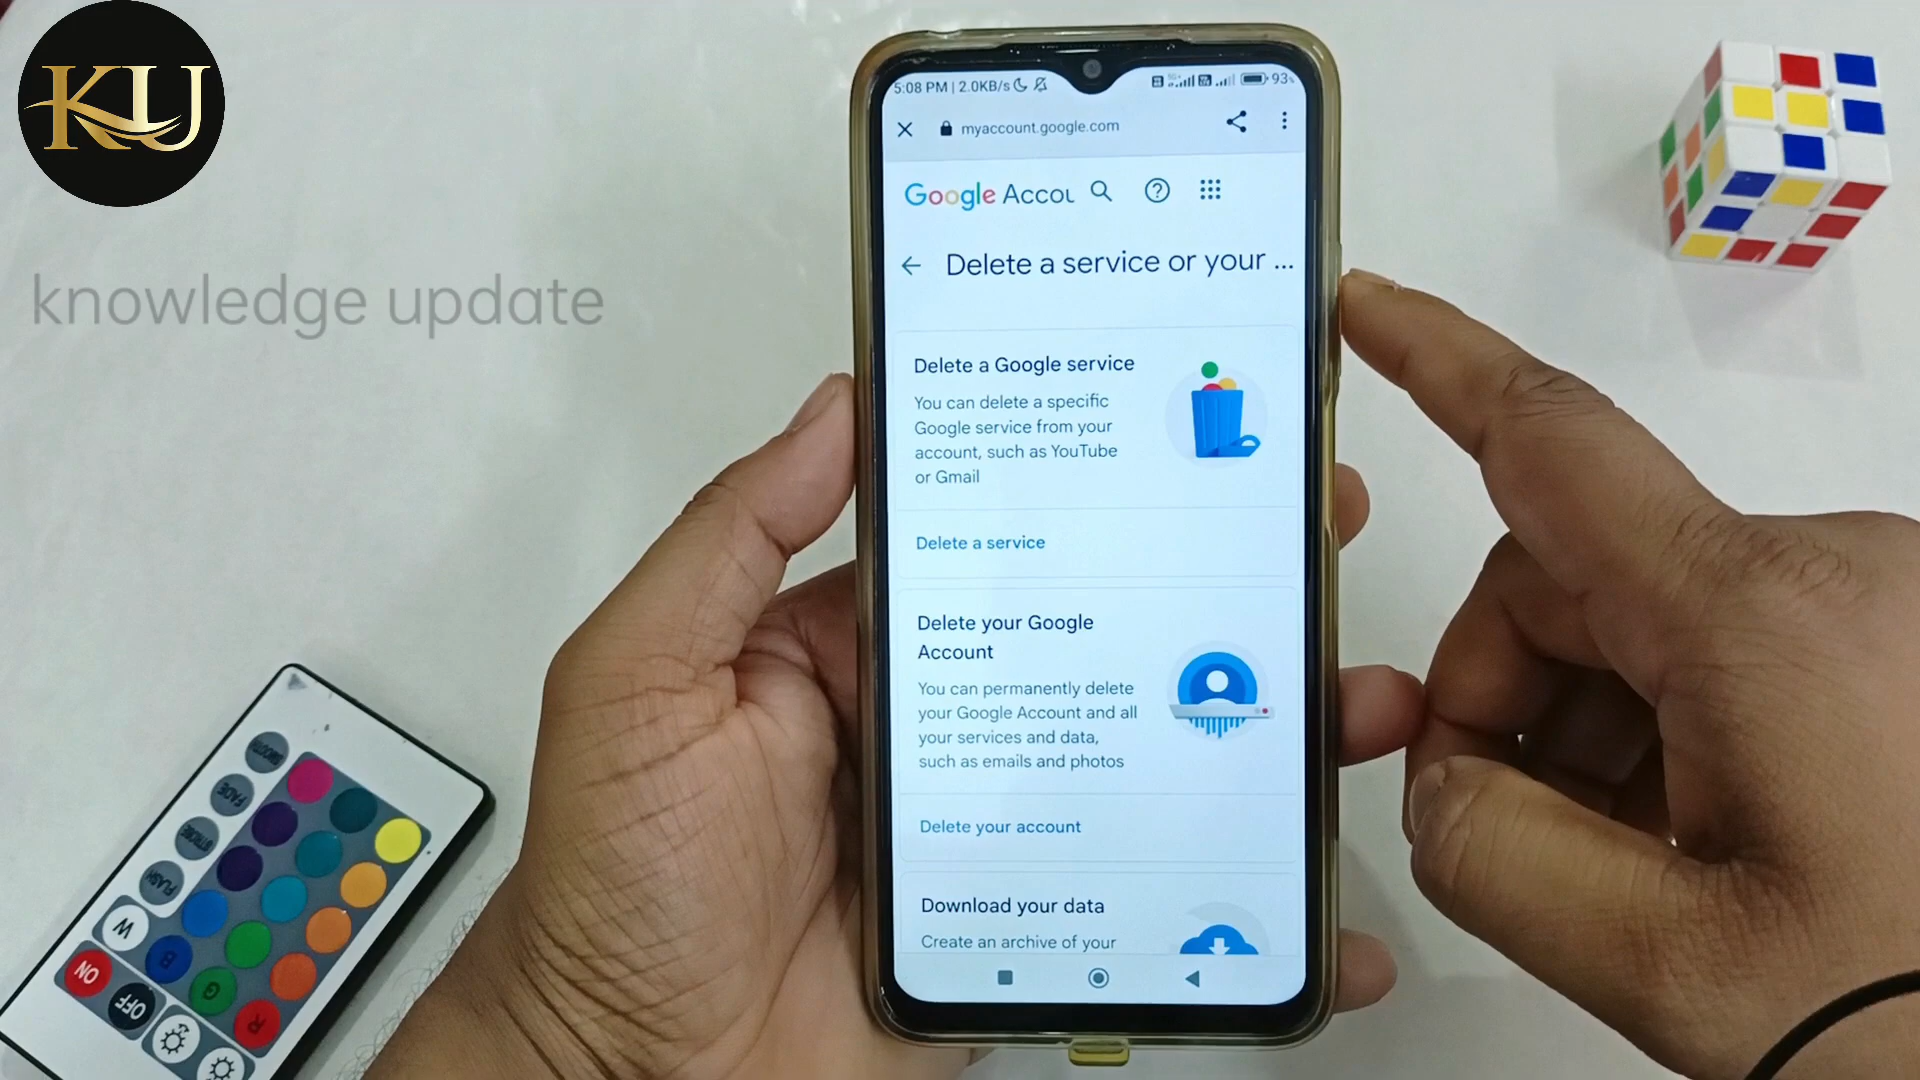 KU
knowledge update
5:08 PM | 2.0KB/s
93%
myaccount.google.com
Google Accou
Delete a service or your ...
Delete a Google service
You can delete a specific
Google service from your
account, such as YouTube
or Gmail
Delete a service
Delete your Google
Account
You can permanently delete
your Google Account and all
your services and data,
such as emails and photos
Delete your account
Download your data
Create an archive of your
SMOOTH
FADE
STROBE
FLASH
W
B
G
R
ON
OFF